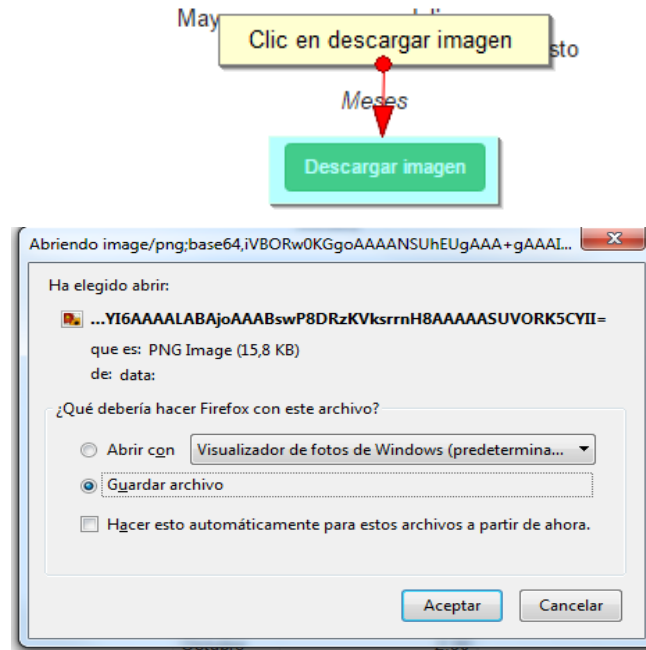 May
Clic en descargar imagen
sto
Meses
Descargar imagen
Abriendo image/png;base64,iVBORw0KGgoAAAANSUhEUgAAA+gAAAI...
Ha elegido abrir:
...YI6AAAALABAjoAAABswP8DRzKVksrrnH8AAAAASUVORK5CYII=
que es: PNG Image (15,8 KB)
de: data:
¿Qué debería hacer Firefox con este archivo?
Abrir con Visualizador de fotos de Windows (predetermina...
Guardar archivo
Hacer esto automáticamente para estos archivos a partir de ahora.
Aceptar Cancelar